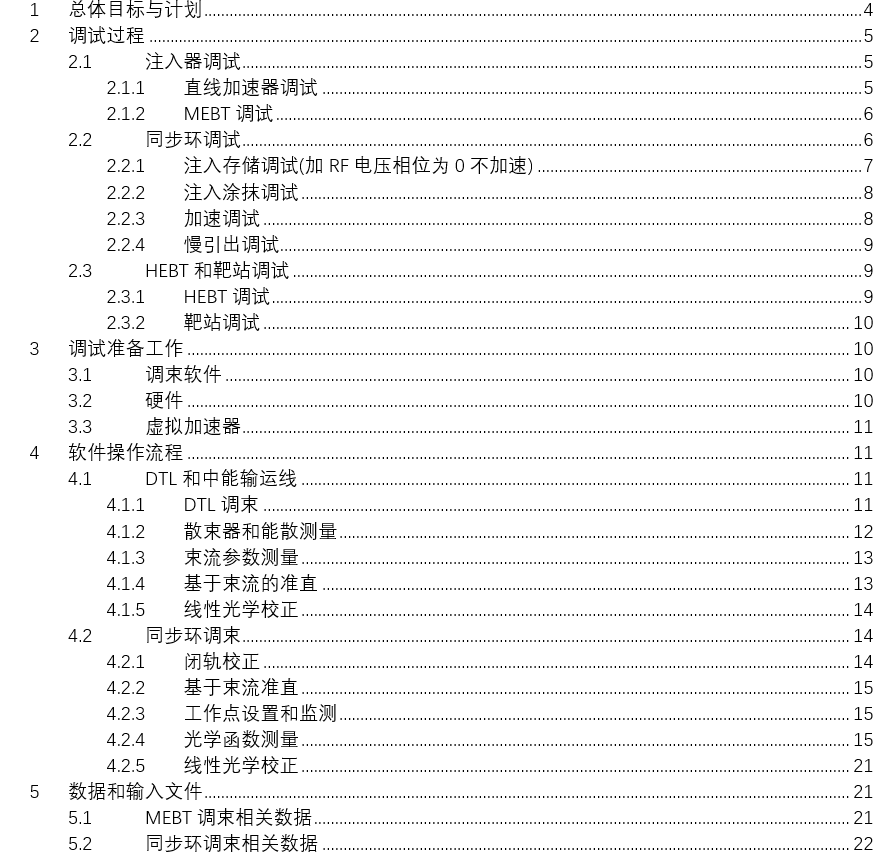 1 总体目标与计划 4
2 调试过程 5
2.1 注入器调试 5
2.1.1 直线加速器调试 5
2.1.2 MEBT 调试 6
2.2 同步环调试 6
2.2.1 注入存储调试(加 RF 电压相位为 0 不加速) 7
2.2.2 注入涂抹调试 8
2.2.3 加速调试 8
2.2.4 慢引出调试 9
2.3 HEBT 和靶站调试 9
2.3.1 HEBT 调试 9
2.3.2 靶站调试 10
3 调试准备工作 10
3.1 调束软件 10
3.2 硬件 10
3.3 虚拟加速器 11
4 软件操作流程 11
4.1 DTL 和中能输运线 11
4.1.1 DTL 调束 11
4.1.2 散束器和能散测量 12
4.1.3 束流参数测量 13
4.1.4 基于束流的准直 13
4.1.5 线性光学校正 14
4.2 同步环调束 14
4.2.1 闭轨校正 14
4.2.2 基于束流准直 15
4.2.3 工作点设置和监测 15
4.2.4 光学函数测量 15
4.2.5 线性光学校正 21
5 数据和输入文件 21
5.1 MEBT 调束相关数据 21
5.2 同步环调束相关数据 22